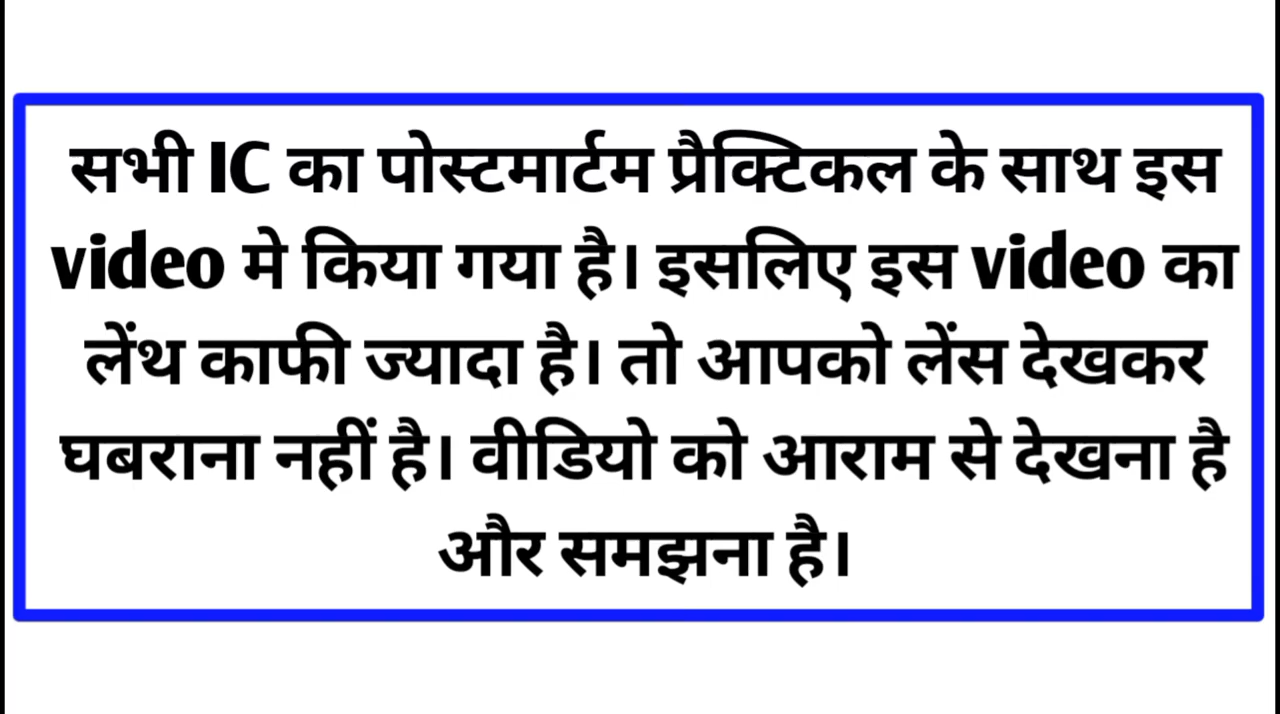 सभी IC का पोस्टमार्टम प्रैक्टिकल के साथ इस
video मे किया गया है। इसलिए इस video का
लेंथ काफी ज्यादा है। तो आपको लेंस देखकर
घबराना नहीं है। वीडियो को आराम से देखना है
और समझना है।